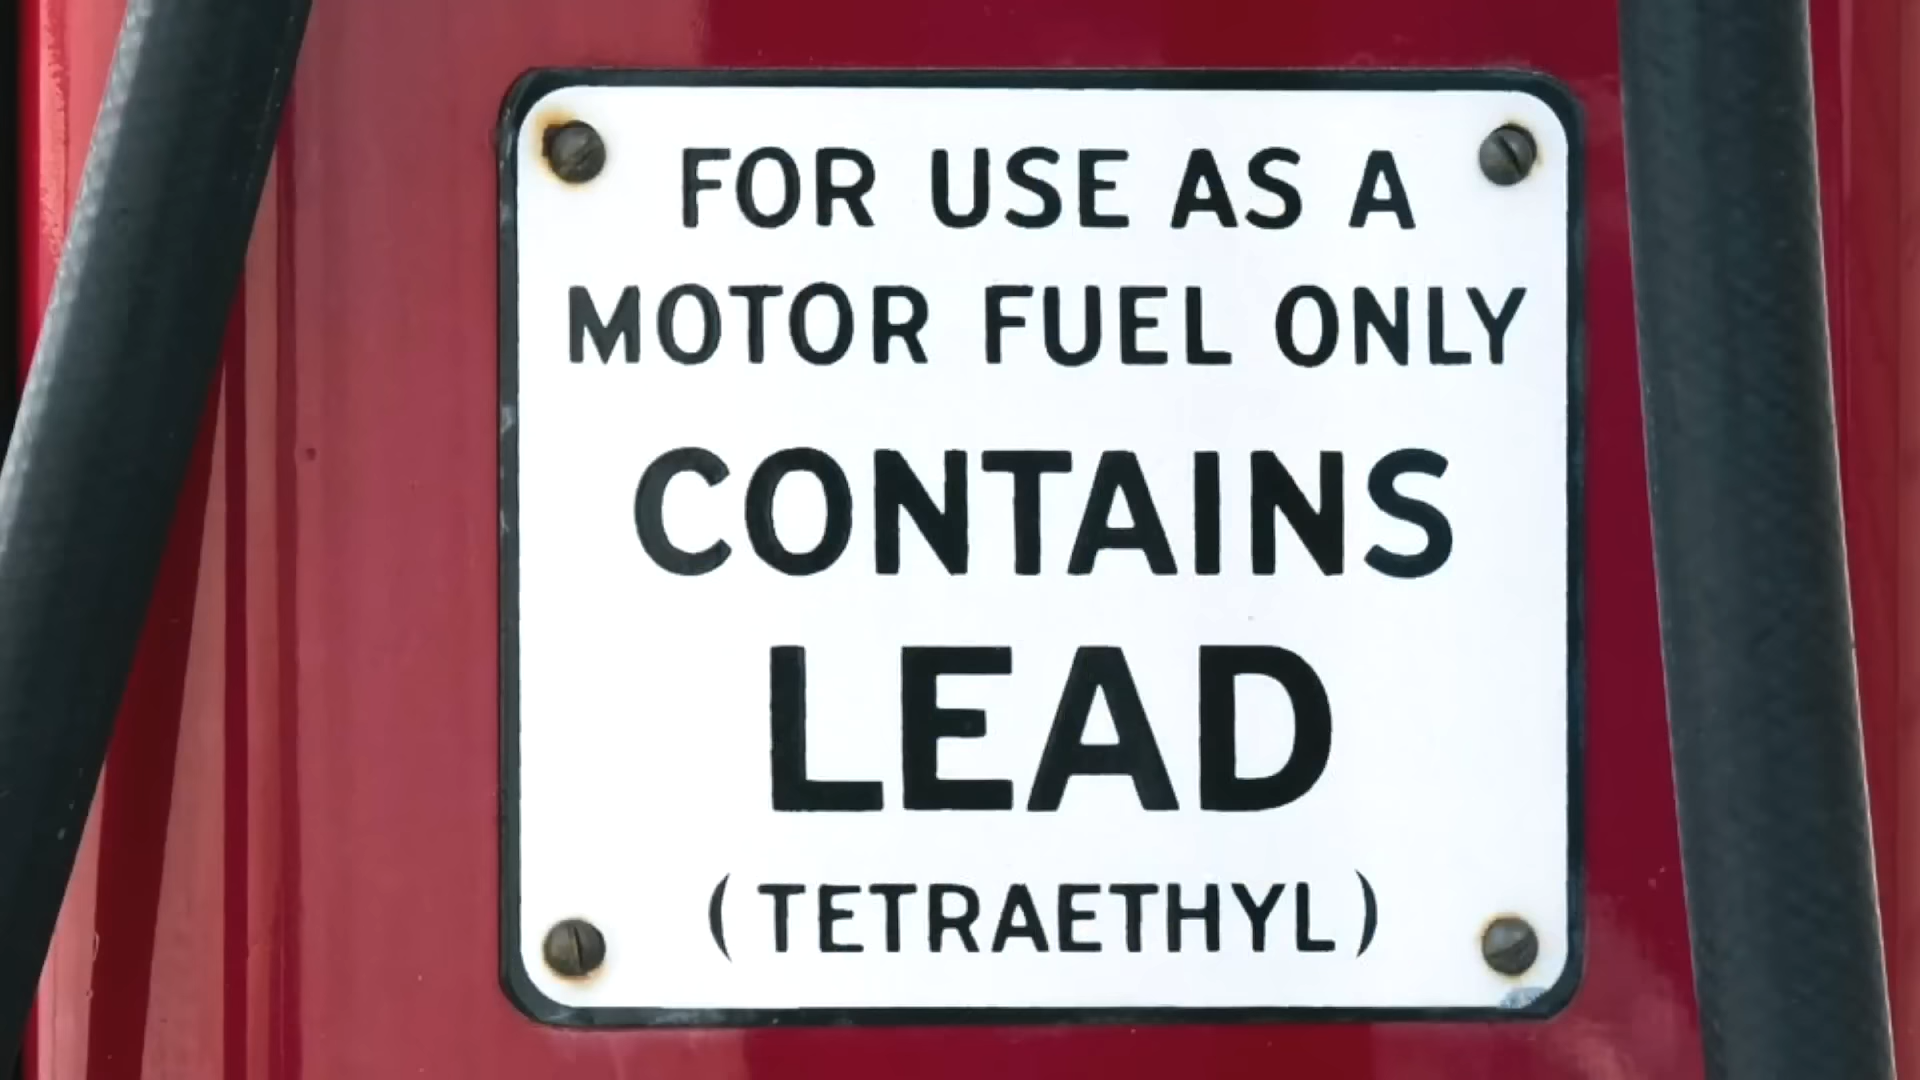 FOR USE AS A
MOTOR FUEL ONLY
CONTAINS
LEAD
(TETRAETHYL)